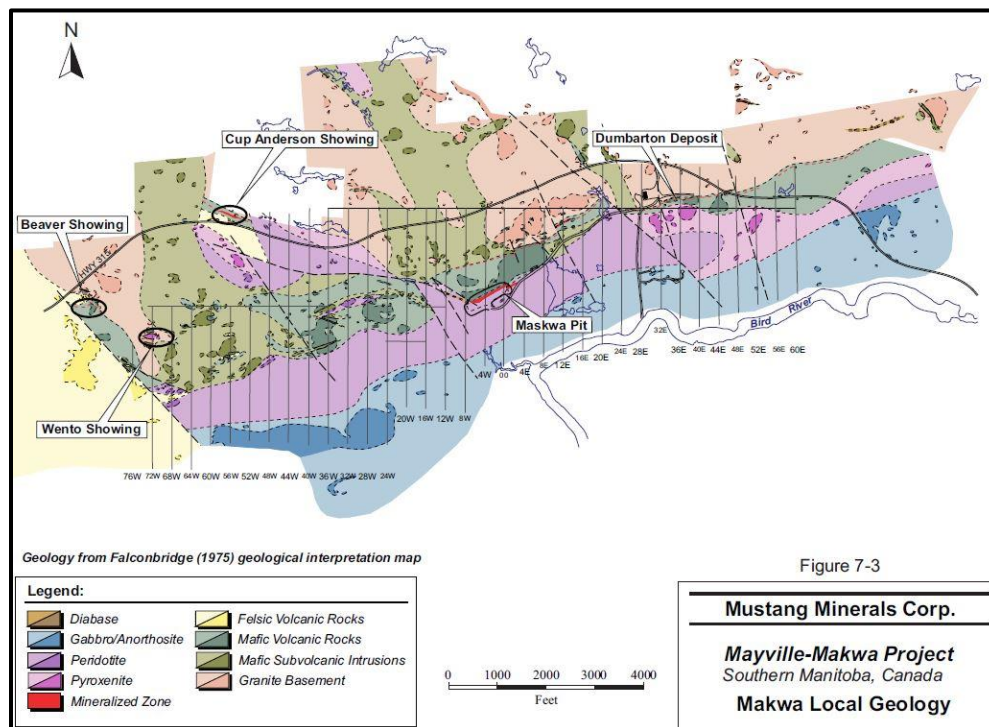 N
Cup Anderson Showing
Dumbarton Deposit
Beaver Showing
HWY 315
Maskwa Pit
Bird River
Wento Showing
32E
4W 00 4E 8E 12E 16E 20E 24E 28E 36E 40E 44E 48E 52E 56E 60E
20W 16W 12W 8W
76W 72W 68W 64W 60W 56W 52W 48W 44W 40W 36W 32W 28W 24W
Geology from Falconbridge (1975) geological interpretation map
Legend:
Diabase
Gabbro/Anorthosite
Peridotite
Pyroxenite
Mineralized Zone
Felsic Volcanic Rocks
Mafic Volcanic Rocks
Mafic Subvolcanic Intrusions
Granite Basement
0 1000 2000 3000 4000
Feet
Figure 7-3
Mustang Minerals Corp.
Mayville-Makwa Project
Southern Manitoba, Canada
Makwa Local Geology